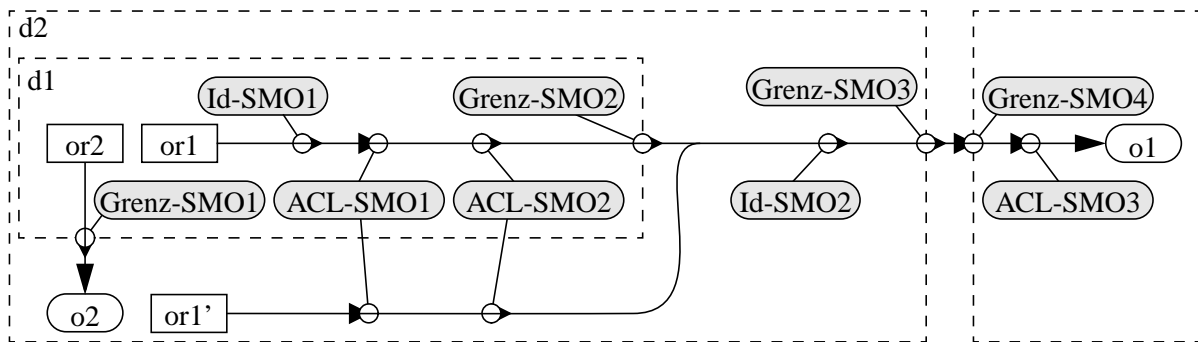 d2
d1
Id-SMO1
Grenz-SMO2
Grenz-SMO3
Grenz-SMO4
or2
or1
o1
Grenz-SMO1
ACL-SMO1
ACL-SMO2
Id-SMO2
ACL-SMO3
o2
or1’